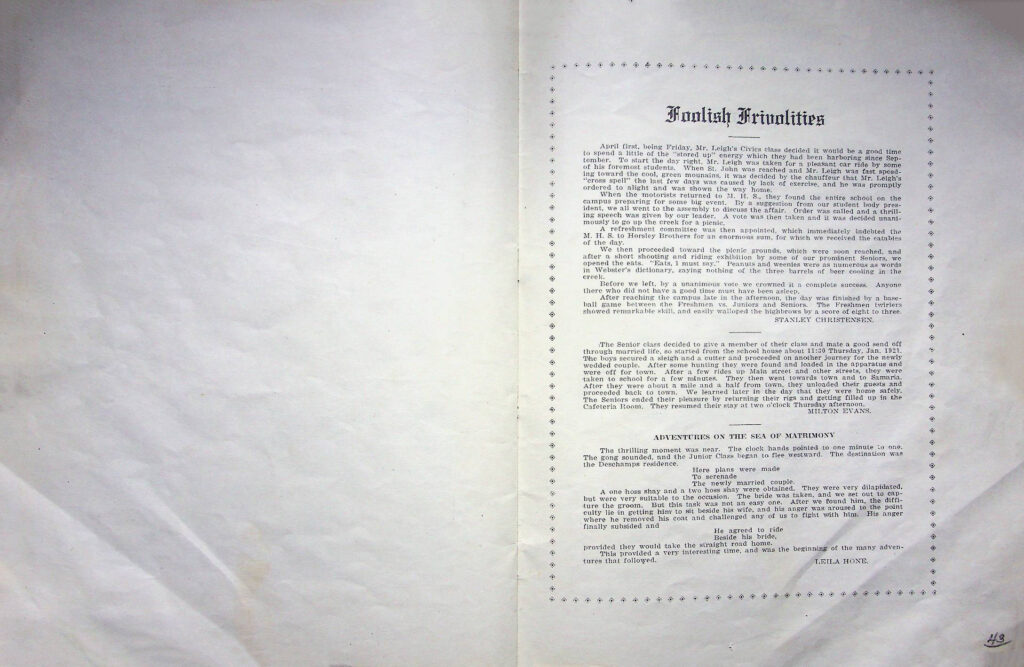 Foolish Frivolities
April first, being Friday, Mr. Leigh's Civics class decided it would be a good time
to spend a little of the "stored up" energy which they had been harboring since Sep-
tember. To start the day right, Mr. Leigh was taken for a pleasant car ride by some
of his foremost students. When St. John was reached and Mr. Leigh was fast speed-
ing toward the cool, green mounains, it was decided by the chauffeur that Mr. Leigh's
"cross spell" the last few days was caused by lack of exercise, and he was promptly
ordered to alight and was shown the way home.
When the motorists returned to M. H. S., they found the entire school on the
campus preparing for some big event. By a suggestion from our student body pres-
ident, we all went to the assembly to discuss the affair. Order was called and a thrill-
ing speech was given by our leader. A vote was then taken and it was decided unani-
mously to go up the creek for a picnic.
A refreshment committee was then appointed, which immediately indebted the
M. H. S. to Horsley Brothers for an enormous sum, for which we received the eatables
of the day.
We then proceeded toward the picnic grounds, which were soon reached, and
after a short shooting and riding exhibition by some of our prominent Seniors, we
opened the eats. "Eats, I must say." Peanuts and weenies were as numerous as words
in Webster's dictionary, saying nothing of the three barrels of beer cooling in the
creek.
Before we left, by a unanimous vote we crowned it a complete success. Anyone
there who did not have a good time must have been asleep.
After reaching the campus late in the afternoon, the day was finished by a base-
ball game between the Freshmen vs. Juniors and Seniors. The Freshmen twirlers
showed remarkable skill, and easily walloped the highbrows by a score of eight to three.
STANLEY CHRISTENSEN.
The Senior class decided to give a member of their class and mate a good send off
through married life, so started from the school house about 11:30 Thursday, Jan. 1921.
The boys secured a sleigh and a cutter and proceeded on another journey for the newly
wedded couple. After some hunting they were found and loaded in the apparatus and
were off for town. After a few rides up Main street and other streets, they were
taken to school for a few minutes. They then went towards town and to Samaria.
After they were about a mile and a half from town, they unloaded their guests and
proceeded back to town. We learned later in the day that they were home safely.
The Seniors ended their pleasure by returning their rigs and getting filled up in the
Cafeteria Room. They resumed their stay at two o'clock Thursday afternoon.
MILTON EVANS.
ADVENTURES ON THE SEA OF MATRIMONY
The thrilling moment was near. The clock hands pointed to one minute to one.
The gong sounded, and the Junior Class began to flee westward. The destination was
the Deschamps residence.
Here plans were made
To serenade
The newly married couple.
A one hoss shay and a two hoss shay were obtained. They were very dilapidated,
but were very suitable to the occasion. The bride was taken, and we set out to cap-
ture the groom. But this task was not an easy one. After we found him, the diffi-
culty lie in getting him to sit beside his wife, and his anger was aroused to the point
where he removed his coat and challenged any of us to fight with him. His anger
finally subsided and
He agreed to ride
Beside his bride,
provided they would take the straight road home.
This provided a very interesting time, and was the beginning of the many adven-
tures that followed.
LEILA HONE.
43